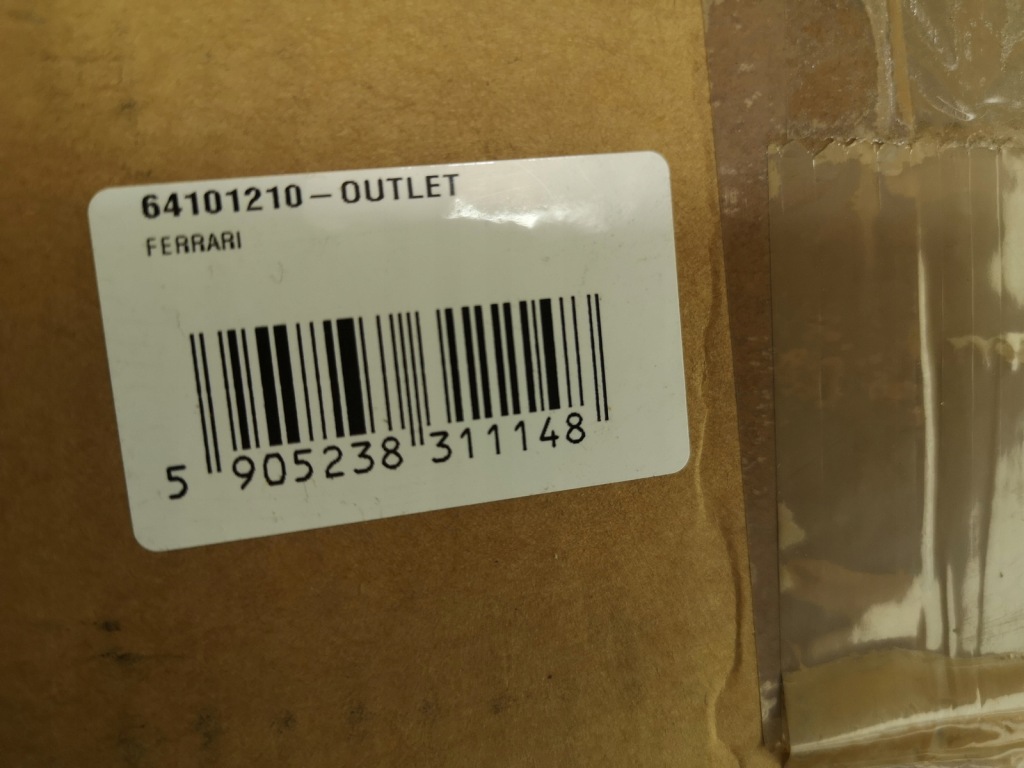 64101210 – OUTLET
FERRARI
5 905238 311148